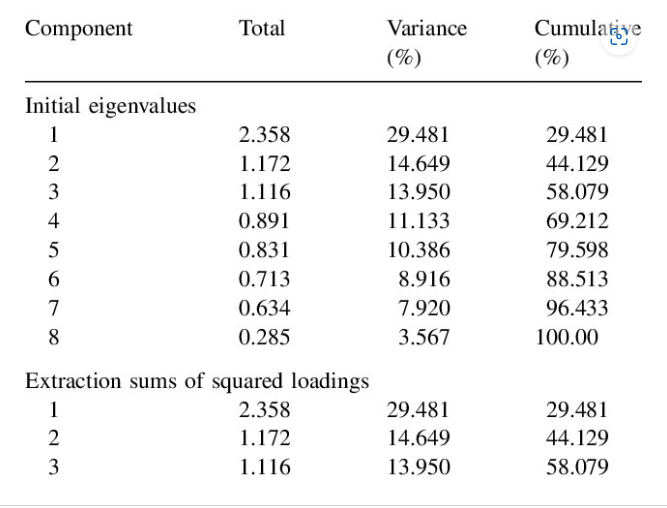 Component Total Variance (%) Cumulative (%)
Initial eigenvalues
1 2.358 29.481 29.481
2 1.172 14.649 44.129
3 1.116 13.950 58.079
4 0.891 11.133 69.212
5 0.831 10.386 79.598
6 0.713 8.916 88.513
7 0.634 7.920 96.433
8 0.285 3.567 100.00
Extraction sums of squared loadings
1 2.358 29.481 29.481
2 1.172 14.649 44.129
3 1.116 13.950 58.079